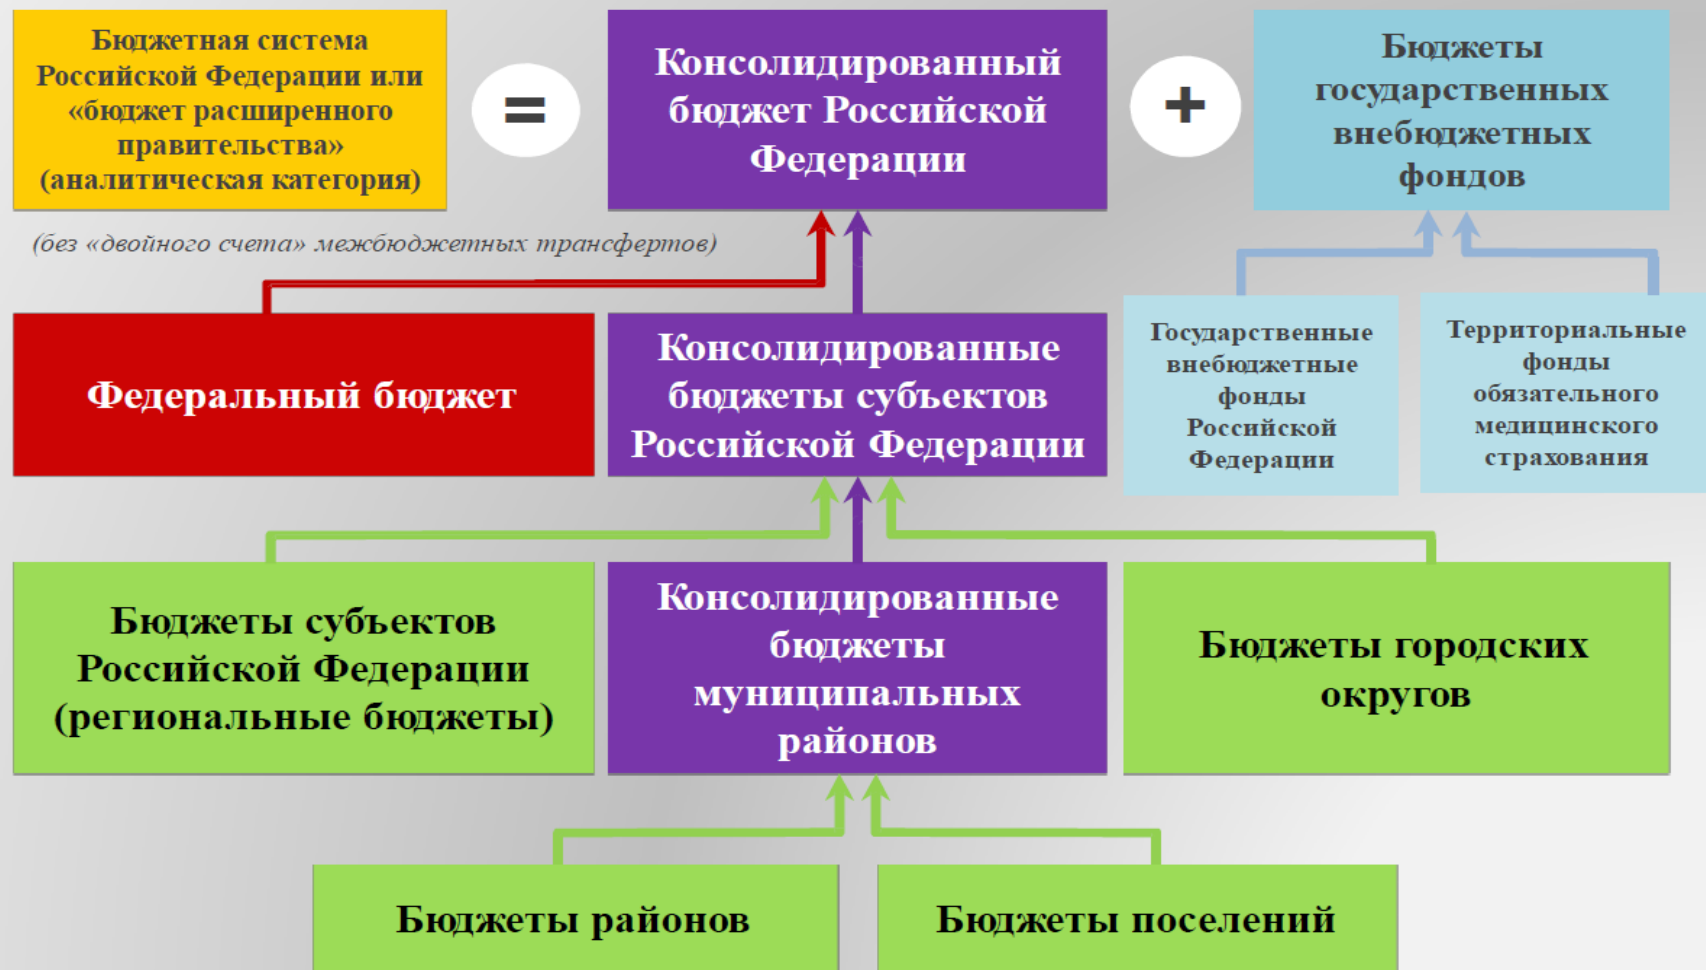 Бюджетная система
Российской Федерации или
«бюджет расширенного
правительства»
(аналитическая категория)
=
Консолидированный
бюджет Российской
Федерации
+
Бюджеты
государственных
внебюджетных
фондов
(без «двойного счета» межбюджетных трансфертов)
Федеральный бюджет
Консолидированные
бюджеты субъектов
Российской Федерации
Государственные
внебюджетные
фонды
Российской
Федерации
Территориальные
фонды
обязательного
медицинского
страхования
Бюджеты субъектов
Российской Федерации
(региональные бюджеты)
Консолидированные
бюджеты
муниципальных
районов
Бюджеты городских
округов
Бюджеты районов
Бюджеты поселений